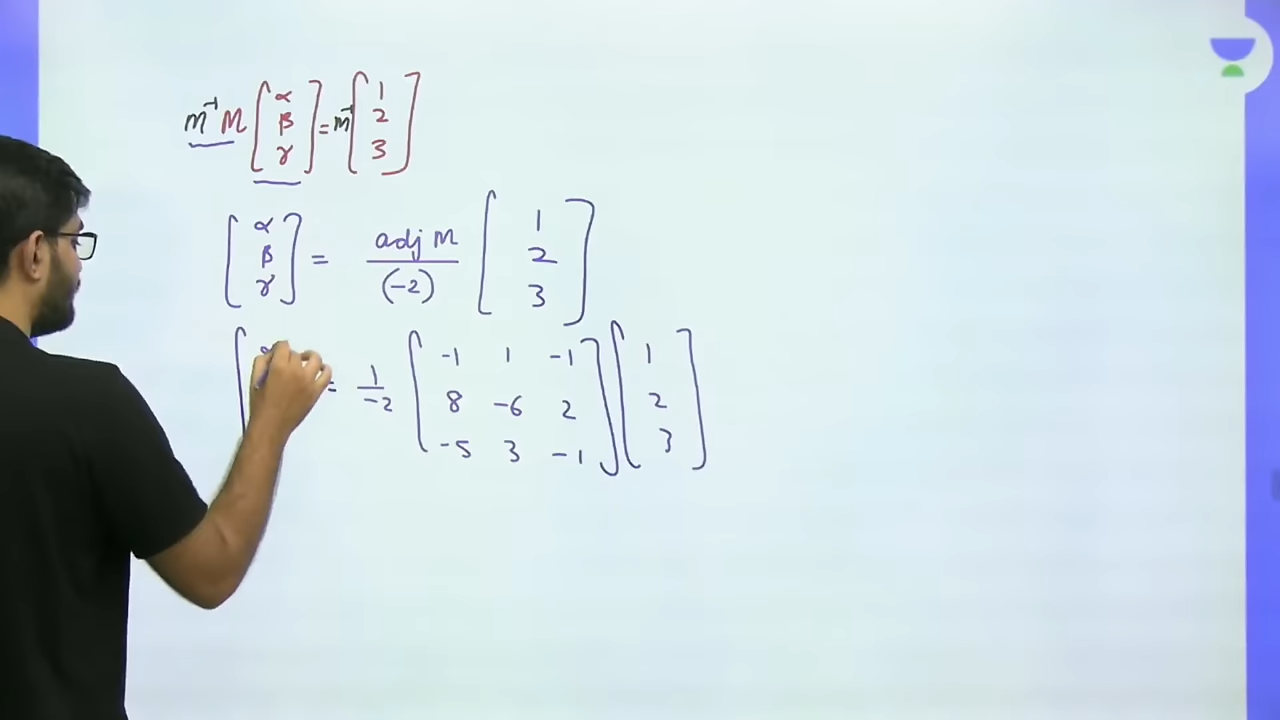 m⁻¹ M [α β γ] = m⁻¹ [1 2 3]
[α β γ] = adj M / (-2) [1 2 3]
[α = 1/-2 [-1 1 -1
8 -6 2
-5 3 -1] [1 2 3]